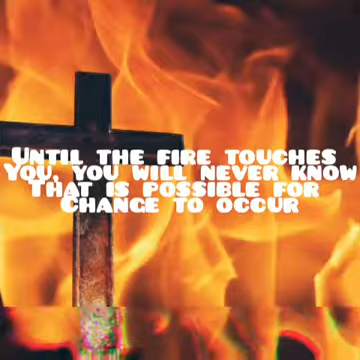 Until the fire touches
You, you will never know
That is possible for
Change to occur